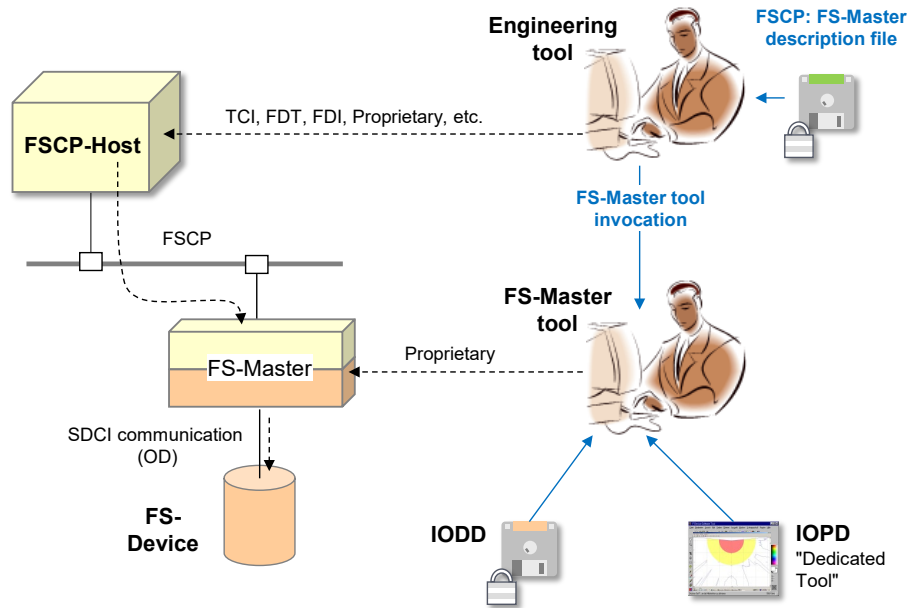 Engineering
tool
FSCP: FS-Master
description file
TCI, FDT, FDI, Proprietary, etc.
FSCP-Host
FS-Master tool
invocation
FSCP
FS-Master
tool
Proprietary
FS-Master
SDCI communication
(OD)
FS-
Device
IODD
IOPD
"Dedicated
Tool"